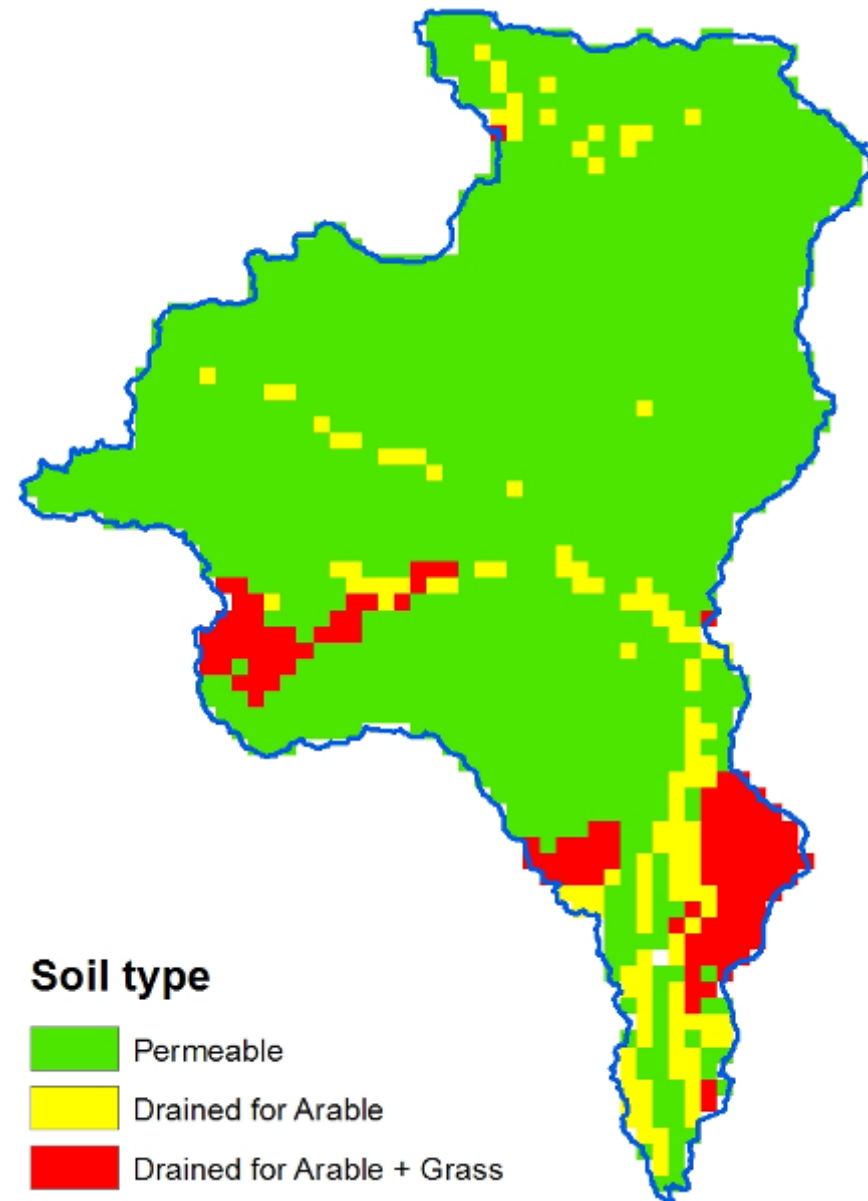 Soil type
Permeable
Drained for Arable
Drained for Arable + Grass